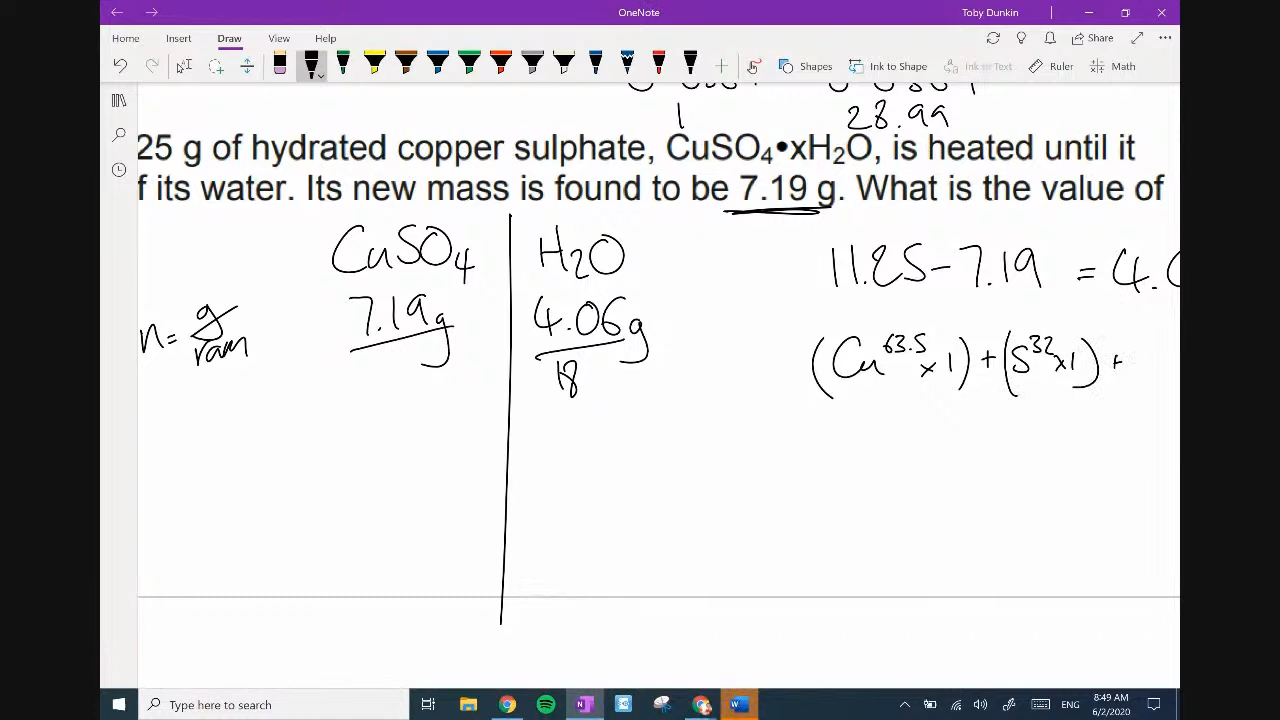 OneNote
Toby Dunkin
Home Insert Draw View Help
Share
Shapes
Ink to Shape
Ink to Text
Ruler
Math
1
28.99
25 g of hydrated copper sulphate, CuSO₄•xH₂O, is heated until it
f its water. Its new mass is found to be 7.19 g. What is the value of
CuSO₄ H₂O
11.25-7.19 = 4.0
n= g/ram
7.19g
4.06g
18
(Cu⁶³·⁵ x1) + (S³² x1) +
Type here to search
ENG
8:49 AM
6/2/2020